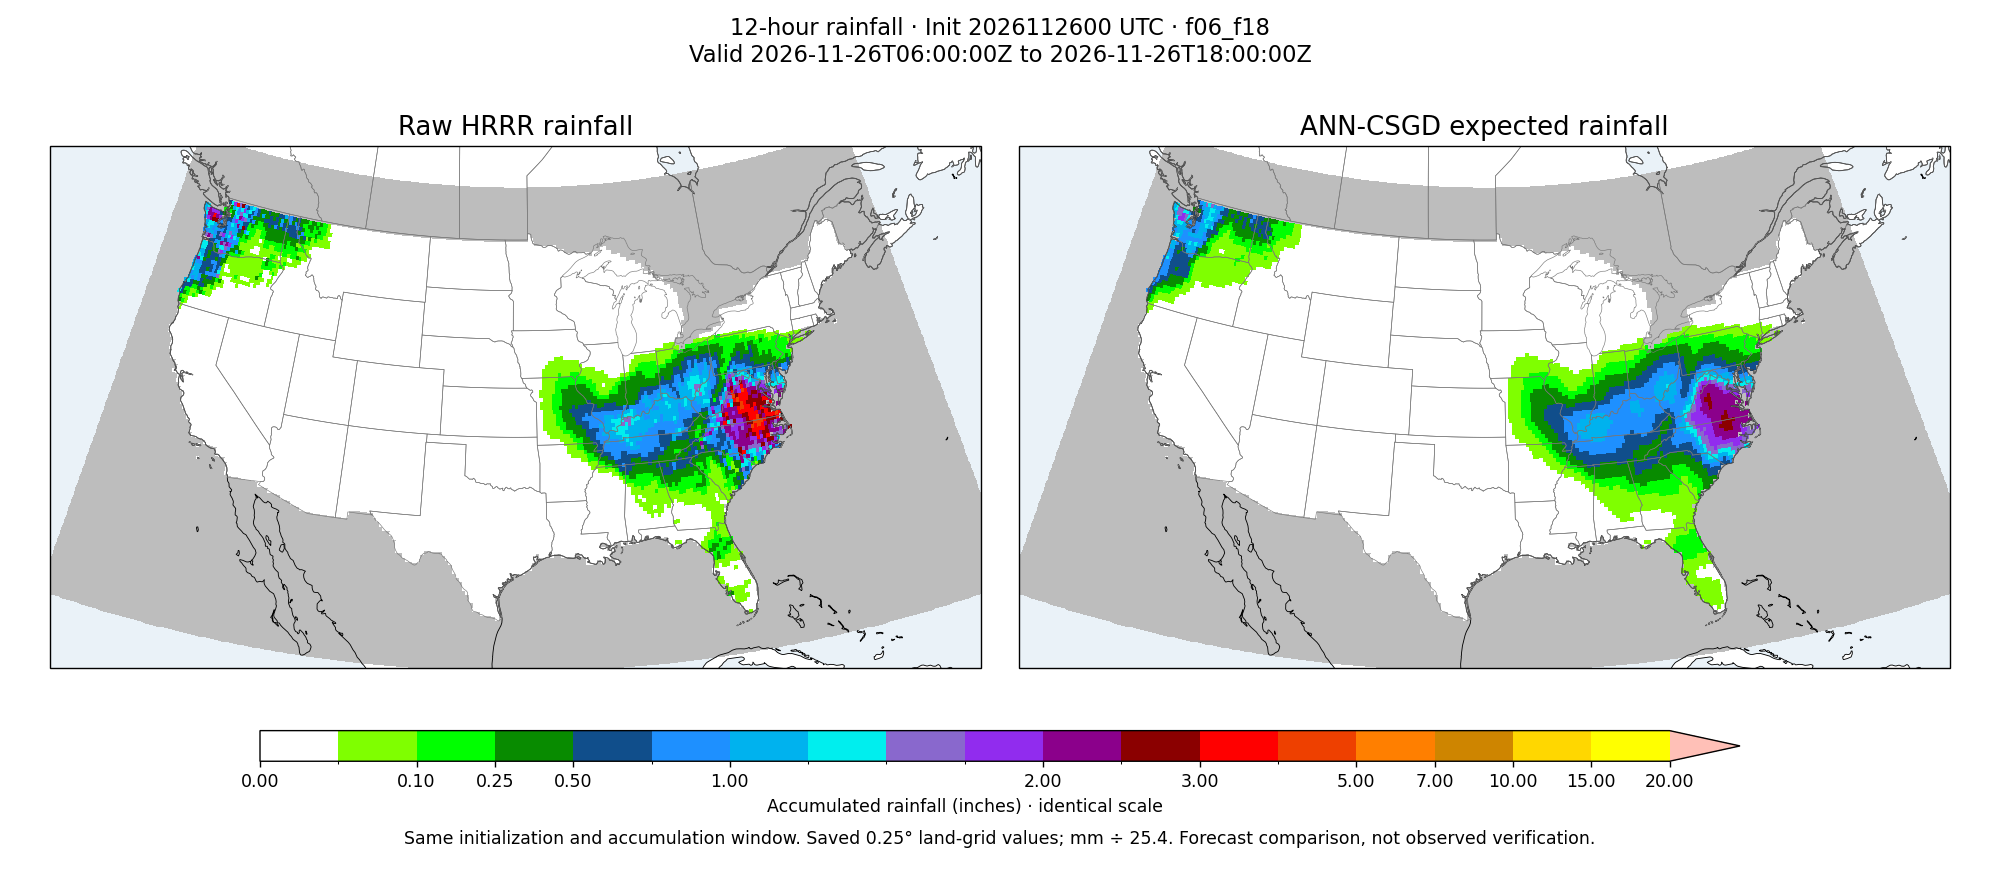 12-hour rainfall · Init 2026112600 UTC · f06_f18
Valid 2026-11-26T06:00:00Z to 2026-11-26T18:00:00Z
Raw HRRR rainfall
ANN-CSGD expected rainfall
0.00 0.10 0.25 0.50 1.00 2.00 3.00 5.00 7.00 10.00 15.00 20.00
Accumulated rainfall (inches) · identical scale
Same initialization and accumulation window. Saved 0.25° land-grid values; mm ÷ 25.4. Forecast comparison, not observed verification.